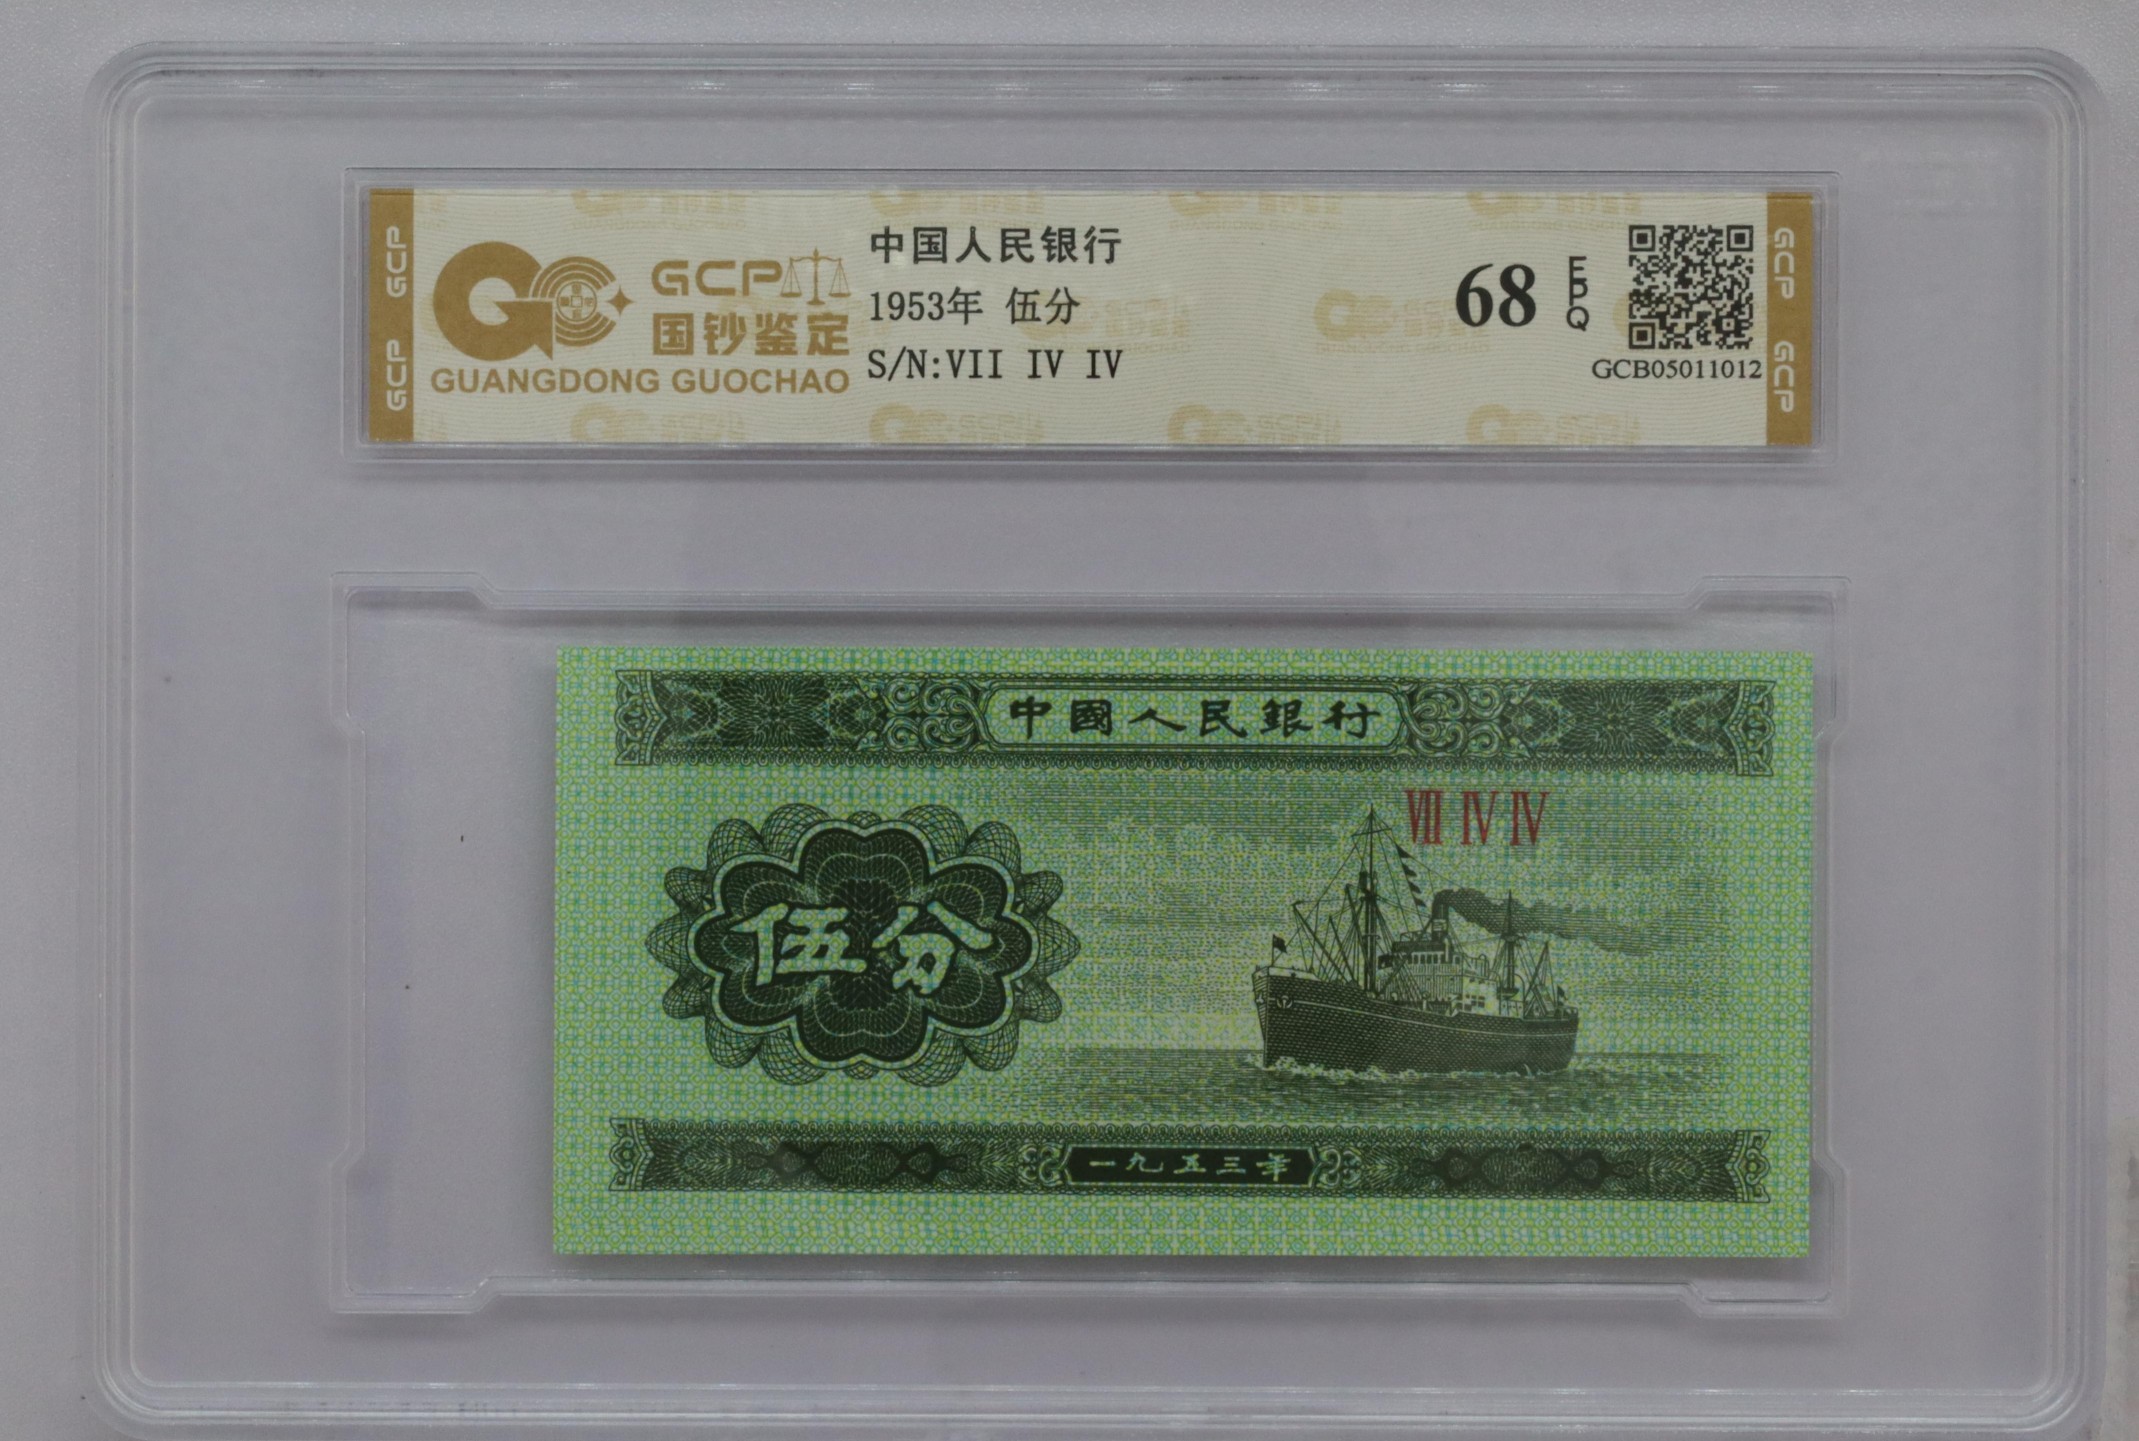 GCP
GCP
GCP
国钞鉴定
GUANGDONG GUOCHAO
中国人民银行
1953年 伍分
S/N:VII IV IV
68
EPQ
GCB05011012
GCP
GCP
中國人民銀行
VII IV IV
伍分
一九五三年